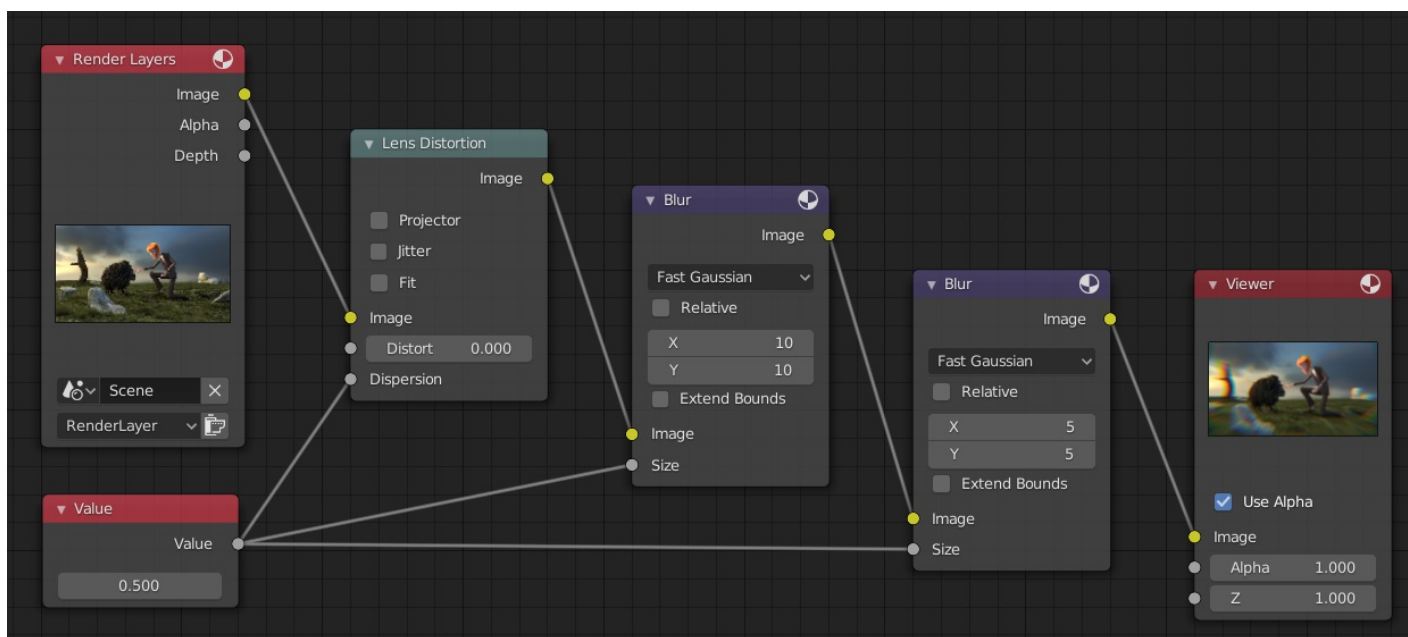 Render Layers
Image
Alpha
Depth
Scene
RenderLayer
Value
Value
0.500
Lens Distortion
Image
Projector
Jitter
Fit
Image
Distort 0.000
Dispersion
Blur
Image
Fast Gaussian
Relative
X 10
Y 10
Extend Bounds
Image
Size
Blur
Image
Fast Gaussian
Relative
X 5
Y 5
Extend Bounds
Image
Size
Viewer
Use Alpha
Image
Alpha 1.000
Z 1.000